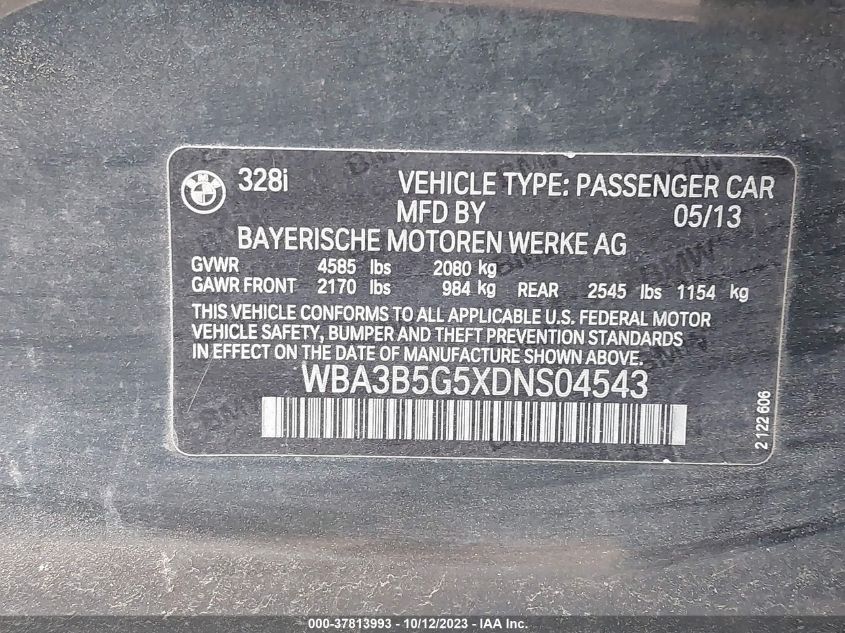 BMW 328i VEHICLE TYPE: PASSENGER CAR
MFD BY 05/13
BAYERISCHE MOTOREN WERKE AG
GVWR 4585 lbs 2080 kg
GAWR FRONT 2170 lbs 984 kg REAR 2545 lbs 1154 kg
THIS VEHICLE CONFORMS TO ALL APPLICABLE U.S. FEDERAL MOTOR
VEHICLE SAFETY, BUMPER AND THEFT PREVENTION STANDARDS
IN EFFECT ON THE DATE OF MANUFACTURE SHOWN ABOVE.
WBA3B5G5XDNS04543
2 122 606
000-37813993 - 10/12/2023 - © IAA Inc.